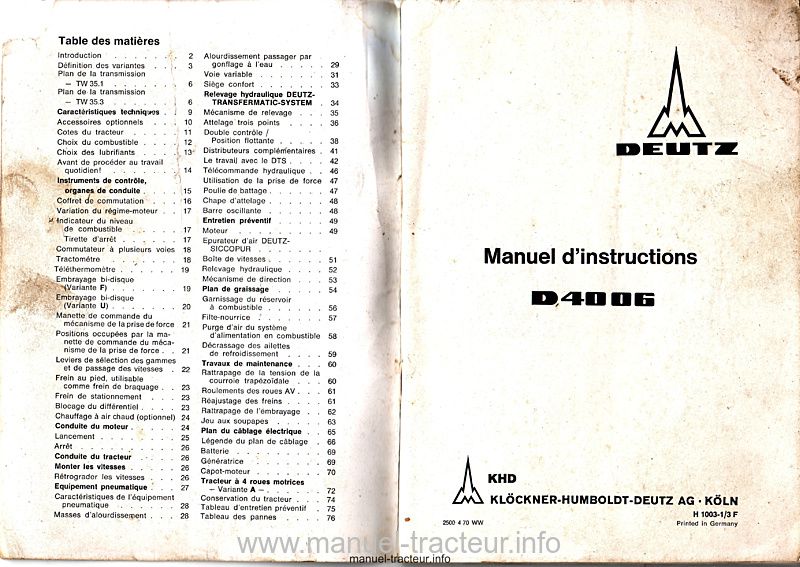 Table des matières
Introduction . . . . . . . 2
Définition des variantes . . . . 3
Plan de la transmission
— TW 35.1 . . . . . . . 6
Plan de la transmission
— TW 35.3 . . . . . . . 6
Caractéristiques techniques . . . 9
Accessoires optionnels . . . . 10
Cotes du tracteur . . . . . 11
Choix du combustible . . . . 12
Choix des lubrifiants . . . . 13
Avant de procéder au travail
quotidien! . . . . . . . 14
Instruments de contrôle,
organes de conduite . . . . 15
Coffret de commutation . . . . 16
Variation du régime-moteur . . 17
Indicateur du niveau
de combustible . . . . . 17
Tirette d'arrêt . . . . . 17
Commutateur à plusieurs voies 18
Tractomètre . . . . . . 18
Téléthermomètre . . . . . 19
Embrayage bi-disque
(Variante F) . . . . . . 19
Embrayage bi-disque
(Variante U) . . . . . . 20
Manette de commande du
mécanisme de la prise de force 21
Positions occupées par la ma-
nette de commande du méca-
nisme de la prise de force . . 21
Leviers de sélection des gammes
et de passage des vitesses . . 22
Frein au pied, utilisable
comme frein de braquage . . 23
Frein de stationnement . . . . 23
Blocage du différentiel . . . . 23
Chauffage à air chaud (optionnel) 24
Conduite du moteur . . . . . 24
Lancement . . . . . . . 25
Arrêt . . . . . . . . 26
Conduite du tracteur . . . . 26
Monter les vitesses . . . . . 26
Rétrograder les vitesses . . . 26
Equipement pneumatique . . . 27
Caractéristiques de l'équipement
pneumatique . . . . . . 28
Masses d'alourdissement . . . 28
Alourdissement passager par
gonflage à l'eau . . . . . 29
Voie variable . . . . . . 31
Siège confort . . . . . . 33
Relevage hydraulique DEUTZ-
TRANSFERMATIC-SYSTEM . . 34
Mécanisme de relevage . . . . 35
Attelage trois points . . . . 36
Double contrôle /
Position flottante . . . . . 38
Distributeurs complémentaires . 41
Le travail avec le DTS . . . . 42
Télécommande hydraulique . . 46
Utilisation de la prise de force 47
Poulie de battage . . . . . 47
Chape d'attelage . . . . . 48
Barre oscillante . . . . . 48
Entretien préventif . . . . . 49
Moteur . . . . . . . . 49
Epurateur d'air DEUTZ-
SICCOPUR . . . . . . .
Boîte de vitesses . . . . . 51
Relevage hydraulique . . . . 52
Mécanisme de direction . . . . 53
Plan de graissage . . . . . 54
Garnissage du réservoir
à combustible . . . . . . 56
Filte-nourrice . . . . . . 57
Purge d'air du système
d'alimentation en combustible 58
Décrassage des ailettes
de refroidissement . . . . 59
Travaux de maintenance . . . 60
Rattrapage de la tension de la
courroie trapézoïdale . . . 60
Roulements des roues AV . . . 61
Réajustage des freins . . . . 61
Rattrapage de l'embrayage . . 62
Jeu aux soupapes . . . . . 63
Plan du câblage électrique . . 65
Légende du plan de câblage . 66
Batterie . . . . . . . . 69
Génératrice . . . . . . . 69
Capot-moteur . . . . . . 70
Tracteur à 4 roues motrices
— Variante A — . . . . . 72
Conservation du tracteur . . . 74
Tableau d'entretien préventif . 75
Tableau des pannes . . . . 76
DEUTZ
Manuel d'instructions
D4006
KHD
KLÖCKNER-HUMBOLDT-DEUTZ AG · KÖLN
H 1003-1/3 F
2500 4 70 WW
Printed in Germany
www.manuel-tracteur.info
manuel-tracteur.info